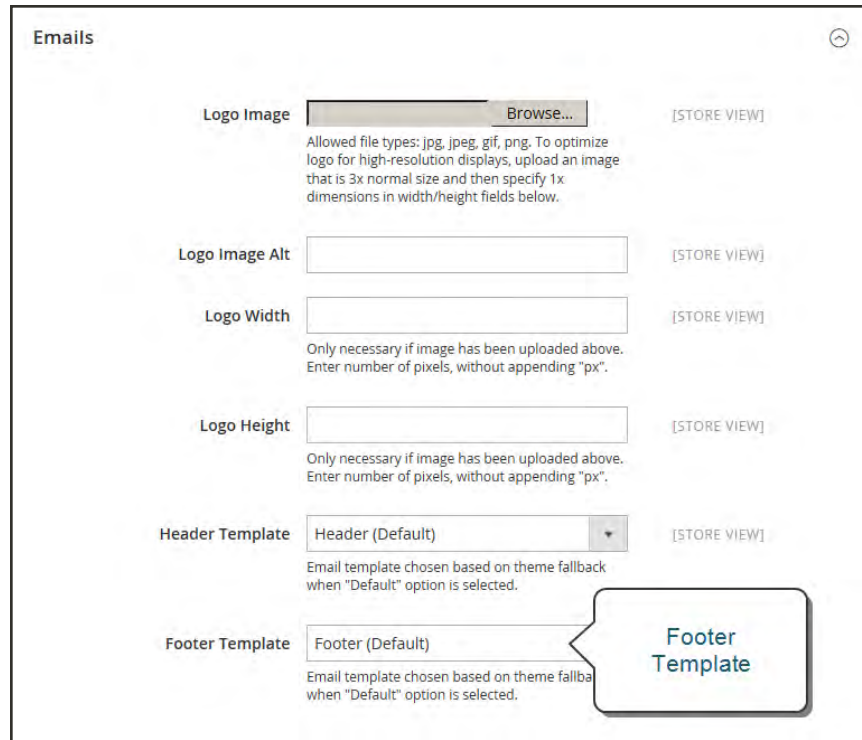 Emails
Logo Image
Browse...
[STORE VIEW]
Allowed file types: jpg, jpeg, gif, png. To optimize
logo for high-resolution displays, upload an image
that is 3x normal size and then specify 1x
dimensions in width/height fields below.
Logo Image Alt
[STORE VIEW]
Logo Width
[STORE VIEW]
Only necessary if image has been uploaded above.
Enter number of pixels, without appending "px".
Logo Height
[STORE VIEW]
Only necessary if image has been uploaded above.
Enter number of pixels, without appending "px".
Header Template
Header (Default)
[STORE VIEW]
Email template chosen based on theme fallback
when "Default" option is selected.
Footer Template
Footer (Default)
Email template chosen based on theme fallba
when "Default" option is selected.
Footer
Template